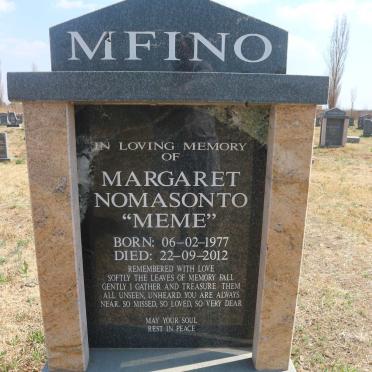 MFINO
IN LOVING MEMORY
OF
MARGARET
NOMASONTO
"MEME"
BORN: 06-02-1977
DIED: 22-09-2012
REMEMBERED WITH LOVE
SOFTLY THE LEAVES OF MEMORY FALL
GENTLY I GATHER AND TREASURE THEM
ALL UNSEEN, UNHEARD. YOU ARE ALWAYS
NEAR. SO MISSED, SO LOVED, SO VERY DEAR
MAY YOUR SOUL
REST IN PEACE